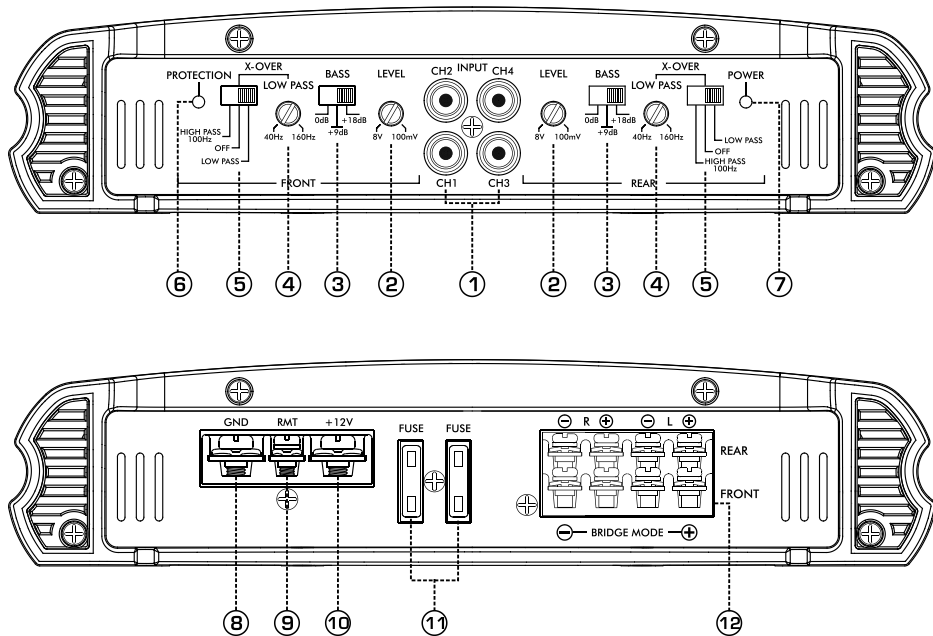 PROTECTION
X-OVER
LOW PASS
BASS
LEVEL
CH2 INPUT CH4
LEVEL
BASS
X-OVER
LOW PASS
POWER
HIGH PASS
100Hz
OFF
LOW PASS
40Hz 160Hz
0dB +18dB
+9dB
8V 100mV
8V 100mV
0dB +18dB
+9dB
40Hz 160Hz
LOW PASS
OFF
HIGH PASS
100Hz
FRONT
CH1 CH3
REAR
6 5 4 3 2 1 2 3 4 5 7
GND RMT +12V
FUSE FUSE
⊖ R ⊕ ⊖ L ⊕
REAR
FRONT
⊖ BRIDGE MODE ⊕
8 9 10 11 12